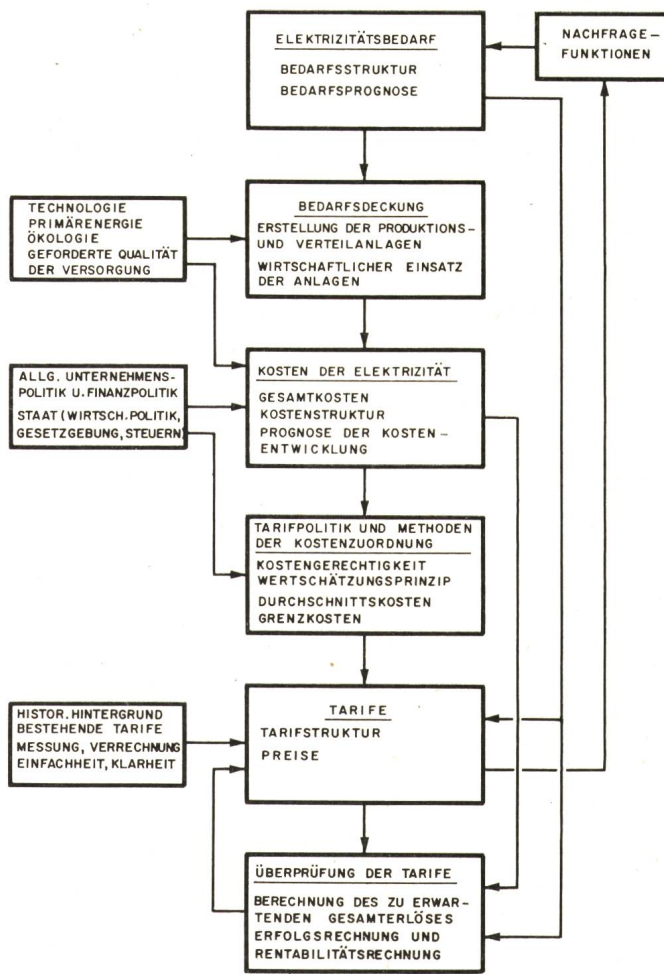 ELEKTRIZITÄTSBEDARF
BEDARFSSTRUKTUR
BEDARFSPROGNOSE
NACHFRAGE-
FUNKTIONEN
BEDARFSDECKUNG
ERSTELLUNG DER PRODUKTIONS-
UND VERTEILANLAGEN
WIRTSCHAFTLICHER EINSATZ
DER ANLAGEN
TECHNOLOGIE
PRIMÄRENERGIE
ÖKOLOGIE
GEFORDERTE QUALITÄT
DER VERSORGUNG
KOSTEN DER ELEKTRIZITÄT
GESAMTKOSTEN
KOSTENSTRUKTUR
PROGNOSE DER KOSTEN-
ENTWICKLUNG
ALLG. UNTERNEHMENS-
POLITIK U. FINANZPOLITIK
STAAT (WIRTSCH. POLITIK,
GESETZGEBUNG, STEUERN)
TARIFPOLITIK UND METHODEN
DER KOSTENZUORDNUNG
KOSTENGERECHTIGKEIT
WERTSCHÄTZUNGSPRINZIP
DURCHSCHNITTSKOSTEN
GRENZKOSTEN
TARIFE
TARIFSTRUKTUR
PREISE
HISTOR. HINTERGRUND
BESTEHENDE TARIFE
MESSUNG, VERRECHNUNG
EINFACHHEIT, KLARHEIT
ÜBERPRÜFUNG DER TARIFE
BERECHNUNG DES ZU ERWAR-
TENDEN GESAMTERLÖSES
ERFOLGSRECHNUNG UND
RENTABILITÄTSRECHNUNG